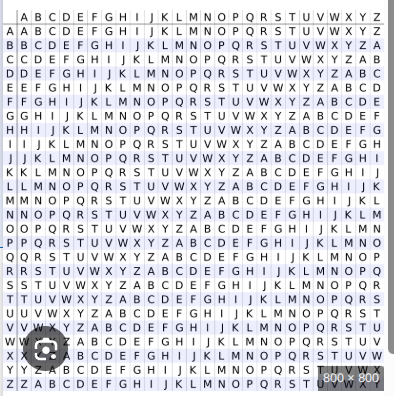 A B C D E F G H I J K L M N O P Q R S T U V W X Y Z
A A B C D E F G H I J K L M N O P Q R S T U V W X Y Z
B B C D E F G H I J K L M N O P Q R S T U V W X Y Z A
C C D E F G H I J K L M N O P Q R S T U V W X Y Z A B
D D E F G H I J K L M N O P Q R S T U V W X Y Z A B C
E E F G H I J K L M N O P Q R S T U V W X Y Z A B C D
F F G H I J K L M N O P Q R S T U V W X Y Z A B C D E
G G H I J K L M N O P Q R S T U V W X Y Z A B C D E F
H H I J K L M N O P Q R S T U V W X Y Z A B C D E F G
I I J K L M N O P Q R S T U V W X Y Z A B C D E F G H
J J K L M N O P Q R S T U V W X Y Z A B C D E F G H I
K K L M N O P Q R S T U V W X Y Z A B C D E F G H I J
L L M N O P Q R S T U V W X Y Z A B C D E F G H I J K
M M N O P Q R S T U V W X Y Z A B C D E F G H I J K L
N N O P Q R S T U V W X Y Z A B C D E F G H I J K L M
O O P Q R S T U V W X Y Z A B C D E F G H I J K L M N
P P Q R S T U V W X Y Z A B C D E F G H I J K L M N O
Q Q R S T U V W X Y Z A B C D E F G H I J K L M N O P
R R S T U V W X Y Z A B C D E F G H I J K L M N O P Q
S S T U V W X Y Z A B C D E F G H I J K L M N O P Q R
T T U V W X Y Z A B C D E F G H I J K L M N O P Q R S
U U V W X Y Z A B C D E F G H I J K L M N O P Q R S T
V V W X Y Z A B C D E F G H I J K L M N O P Q R S T U
W W Z A B C D E F G H I J K L M N O P Q R S T U V
X X A B C D E F G H I J K L M N O P Q R S T U V W
Y Y Z A B C D E F G H I J K L M N O P Q R S T U V W X
Z Z A B C D E F G H I J K L M N O P Q R S T U V W X Y
800 × 800